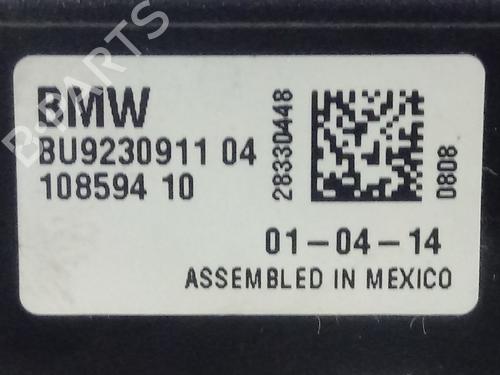 B-PARTS
BMW
BU9230911 04
108594 10
28330448
0808
01-04-14
ASSEMBLED IN MEXICO